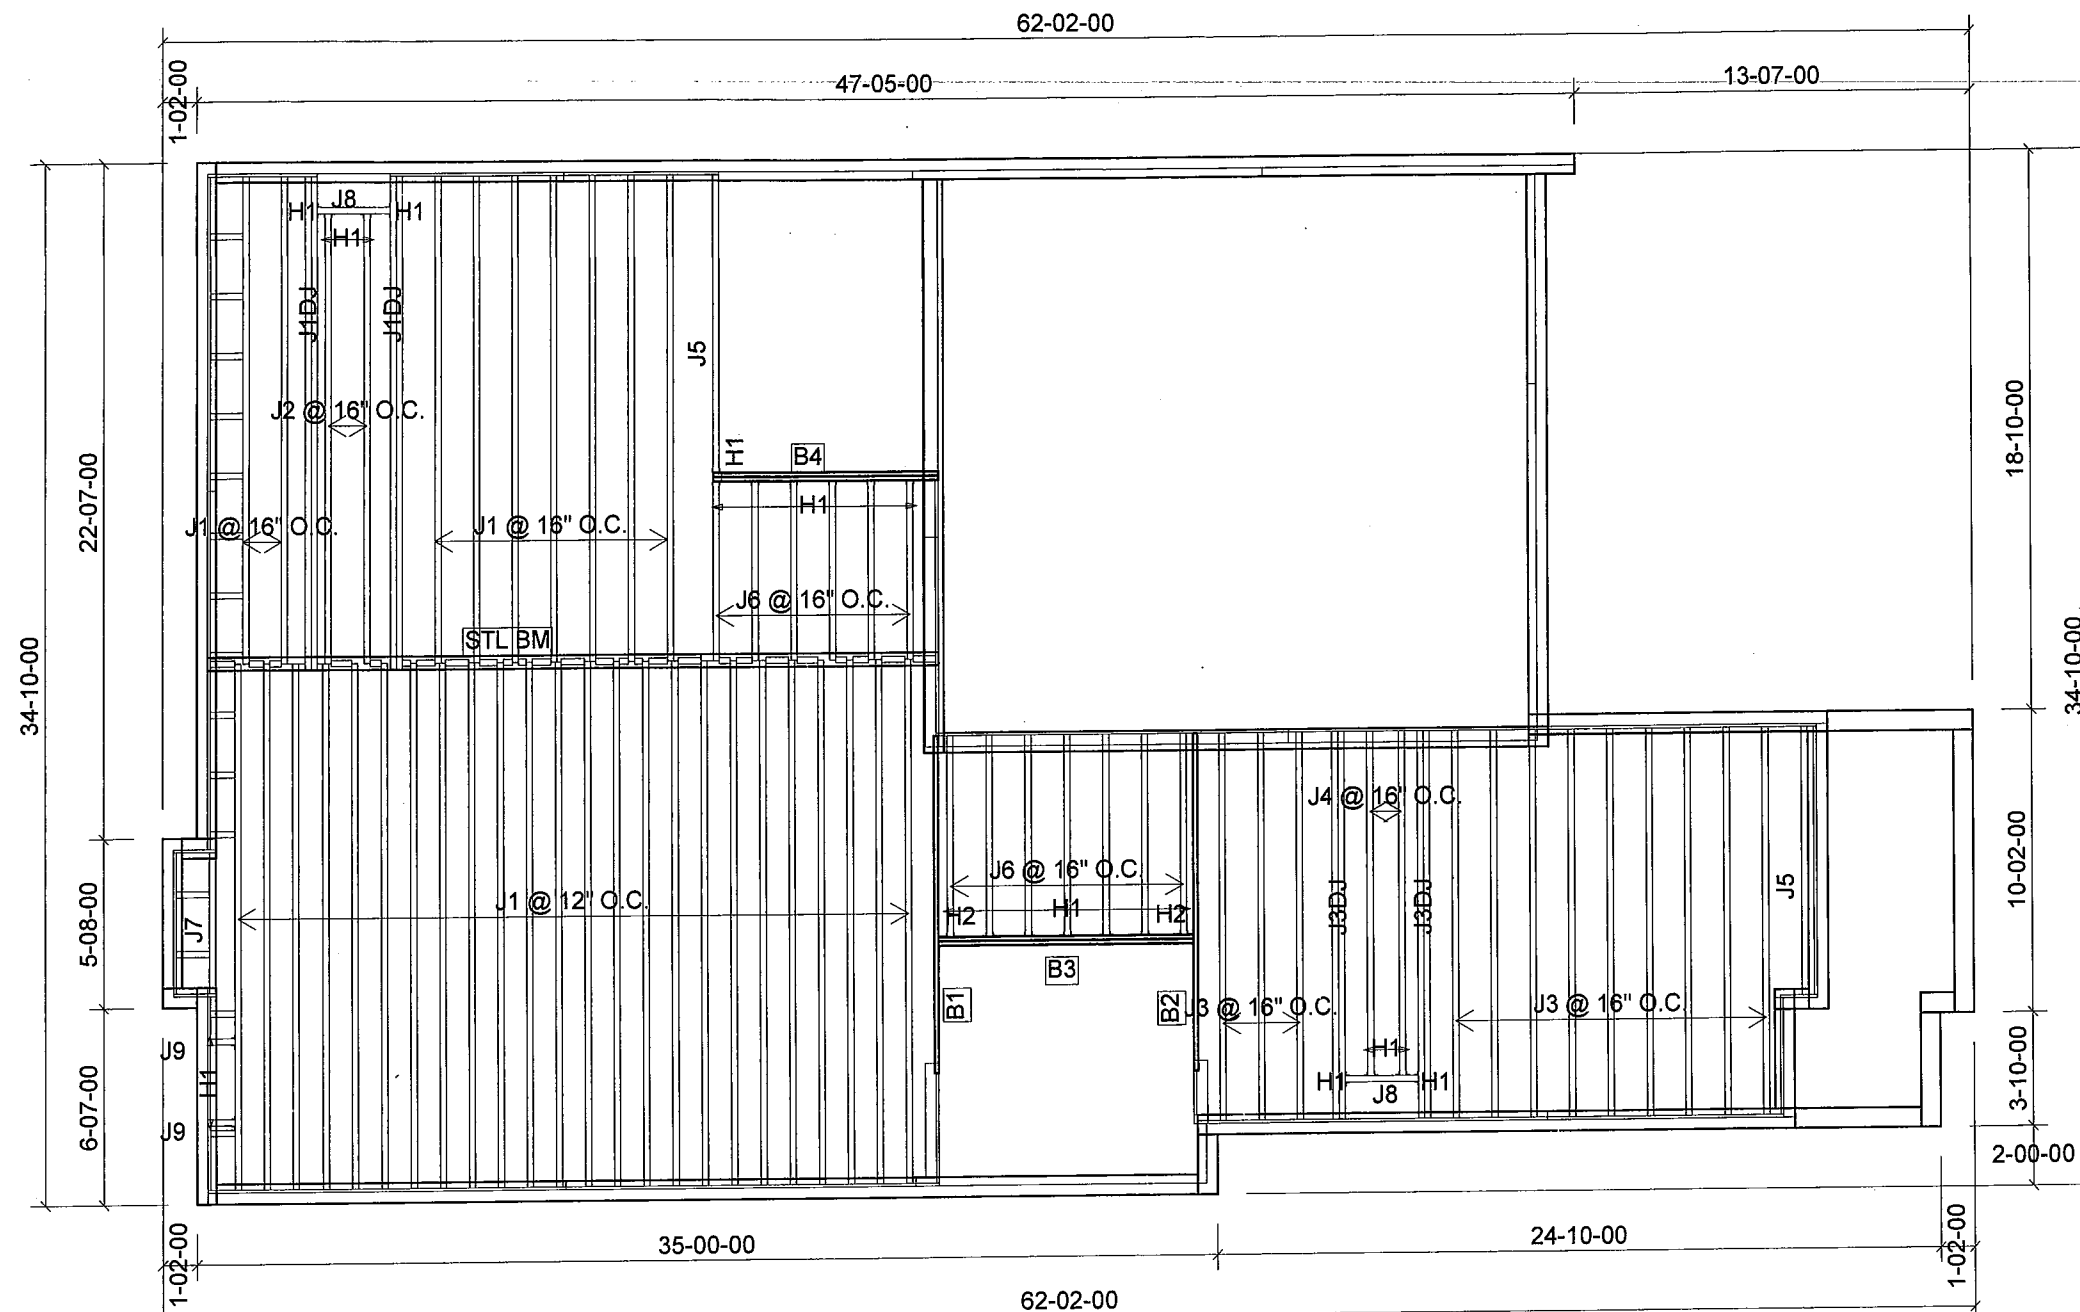 62-02-00
1-02-00
47-05-00
13-07-00
J8
H1
H1
H1
J1DJ
J1DJ
J5
J2 @ 16" O.C.
H1
B4
H1
J1 @ 16" O.C.
J1 @ 16" O.C.
J6 @ 16" O.C.
STL BM
34-10-00
22-07-00
18-10-00
34-10-00
J4 @ 16" O.C.
J6 @ 16" O.C.
H2
H1
H2
J3DJ
J3DJ
J5
10-02-00
J1 @ 12" O.C.
J7
5-08-00
B3
B1
B2
J3 @ 16" O.C.
J3 @ 16" O.C.
J9
H1
J9
H1
H1
H1
J8
6-07-00
3-10-00
2-00-00
1-02-00
35-00-00
24-10-00
1-02-00
62-02-00